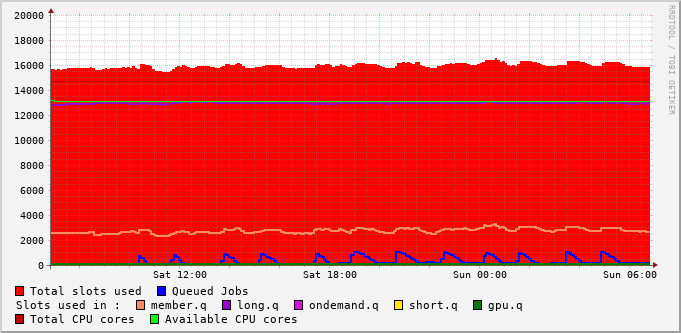 20000
18000
16000
14000
12000
10000
8000
6000
4000
2000
0
Sat 12:00 Sat 18:00 Sun 00:00 Sun 06:00
RRDTOOL / TOBI OETIKER
Total slots used Queued Jobs
Slots used in : member.q long.q ondemand.q short.q gpu.q
Total CPU cores Available CPU cores